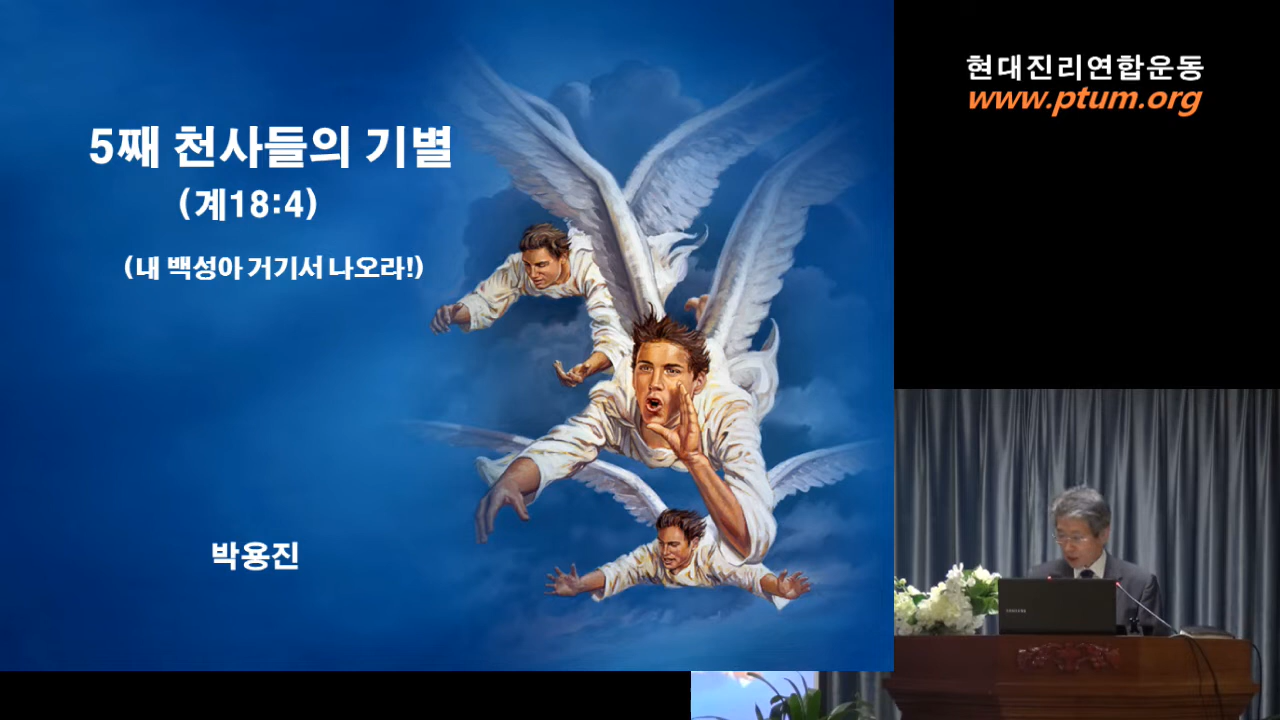 5째 천사들의 기별
(계18:4)
(내 백성아 거기서 나오라!)
박용진
현대진리연합운동
www.ptum.org
SAMSUNG